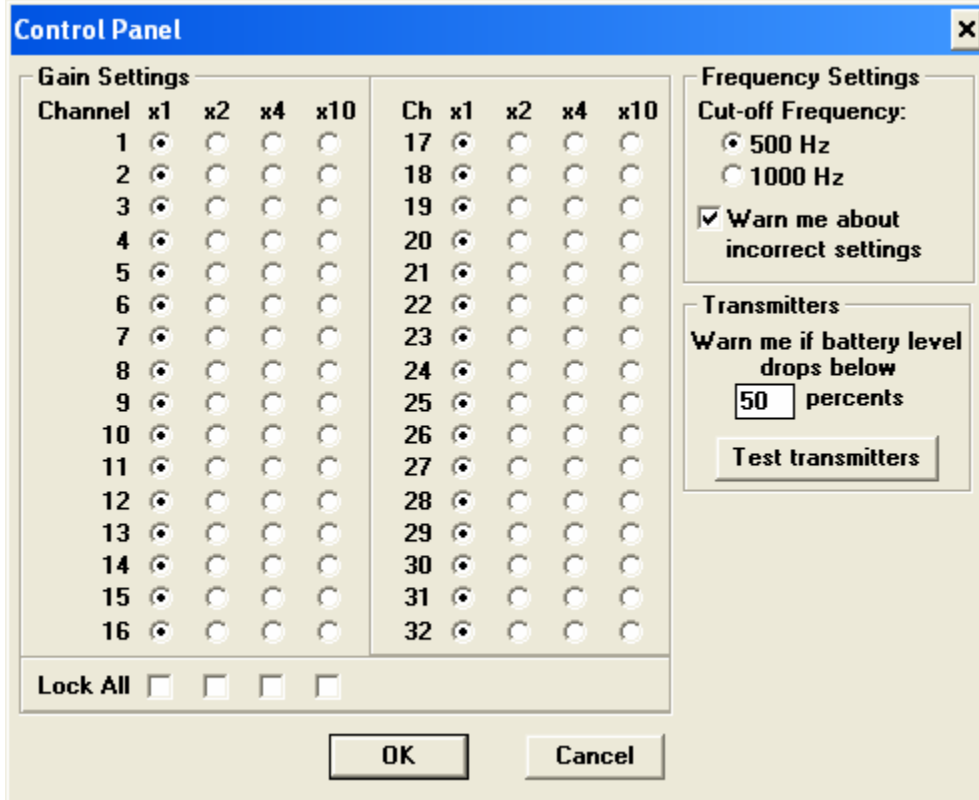 Control Panel
Gain Settings
Channel x1 x2 x4 x10
1
2
3
4
5
6
7
8
9
10
11
12
13
14
15
16
Ch x1 x2 x4 x10
17
18
19
20
21
22
23
24
25
26
27
28
29
30
31
32
Lock All
Frequency Settings
Cut-off Frequency:
500 Hz
1000 Hz
Warn me about
incorrect settings
Transmitters
Warn me if battery level
drops below
50 percents
Test transmitters
OK Cancel